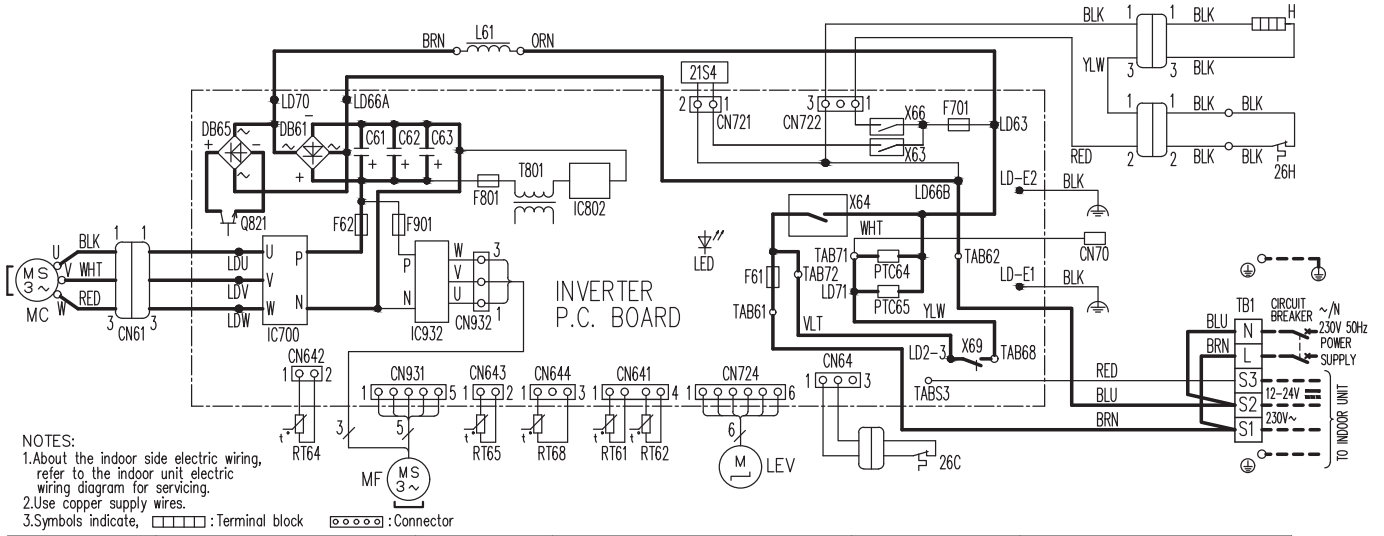 BRN L61 ORN
BLK 1 1 BLK H
YLW 3 3 BLK
21S4
LD70 LD66A
2 1 CN721
3 1 CN722
X66 F701 LD63
X63
1 1 BLK BLK
RED 2 2 BLK BLK
26H
DB65 ~ + - ~
DB61 - ~ ~ +
C61 C62 C63
+ + +
F801 T801 IC802
LD66B
LD-E2 BLK
Q821
F62 F901
X64
WHT
TAB71 PTC64
TAB62
CN70
LED
F61 TAB72
LD71 PTC65
LD-E1 BLK
TAB61
VLT YLW
LD2-3 X69 TAB68
MS 3~ MC
U BLK 1 1 LDU U P
V WHT LDV V
W RED 3 3 LDW W N
CN61
IC700
P N IC932
W 3
V
U 1
CN932
INVERTER
P.C. BOARD
TB1
CIRCUIT BREAKER
~/N
230V 50Hz
POWER
SUPPLY
BLU N
BRN L
RED S3
BLU S2 12-24V
BRN S1 230V~
TO INDOOR UNIT
TABS3
CN642 1 2
CN931 1 5
CN643 1 2
CN644 1 3
CN641 1 4
CN724 1 6
CN64 1 3
t° RT64
3
5
t° RT65
t° RT68
t° RT61
t° RT62
6
M LEV
26C
MF MS 3~
NOTES:
1.About the indoor side electric wiring,
refer to the indoor unit electric
wiring diagram for servicing.
2.Use copper supply wires.
3.Symbols indicate, : Terminal block : Connector